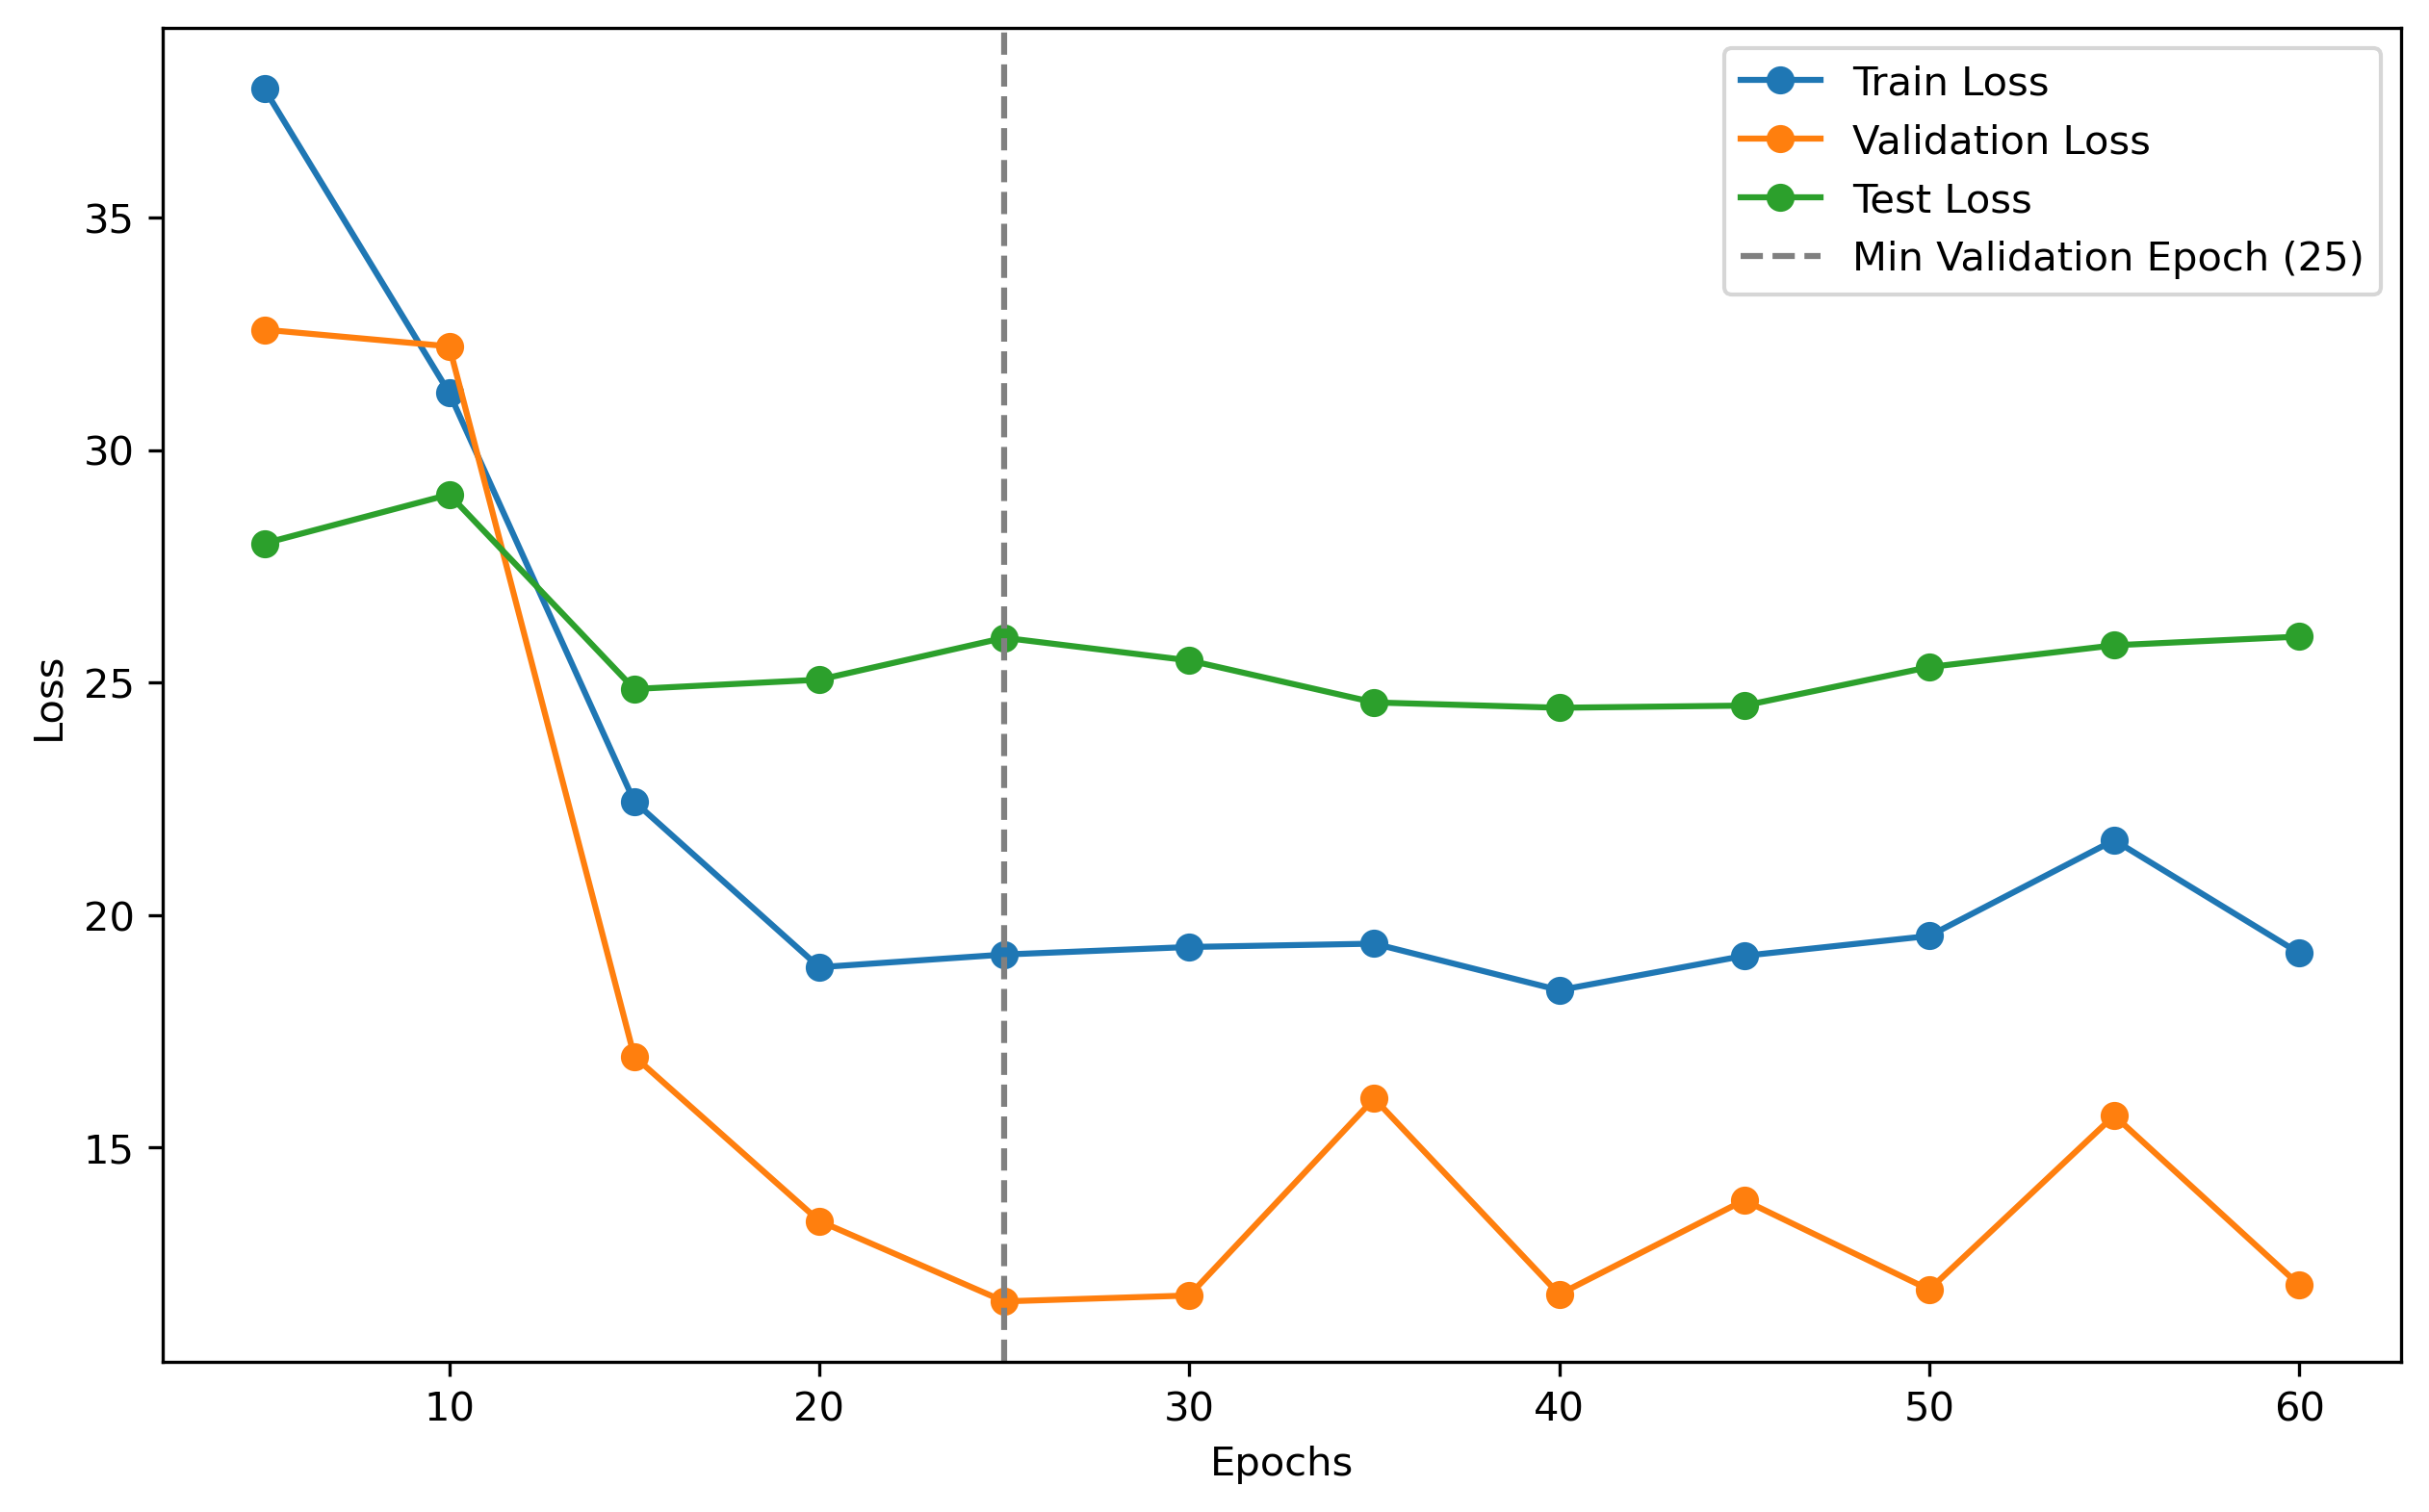 Train Loss
Validation Loss
Test Loss
Min Validation Epoch (25)
Loss
35
30
25
20
15
10 20 30 40 50 60
Epochs